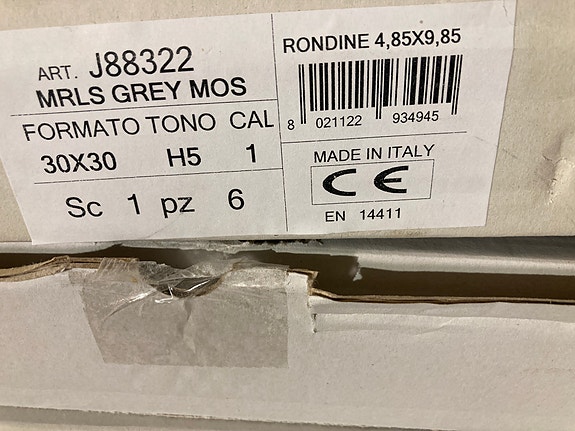 ART. J88322
MRLS GREY MOS
FORMATO TONO CAL
30X30 H5 1
Sc 1 pz 6
RONDINE 4,85X9,85
8 021122 934945
MADE IN ITALY
CE
EN 14411